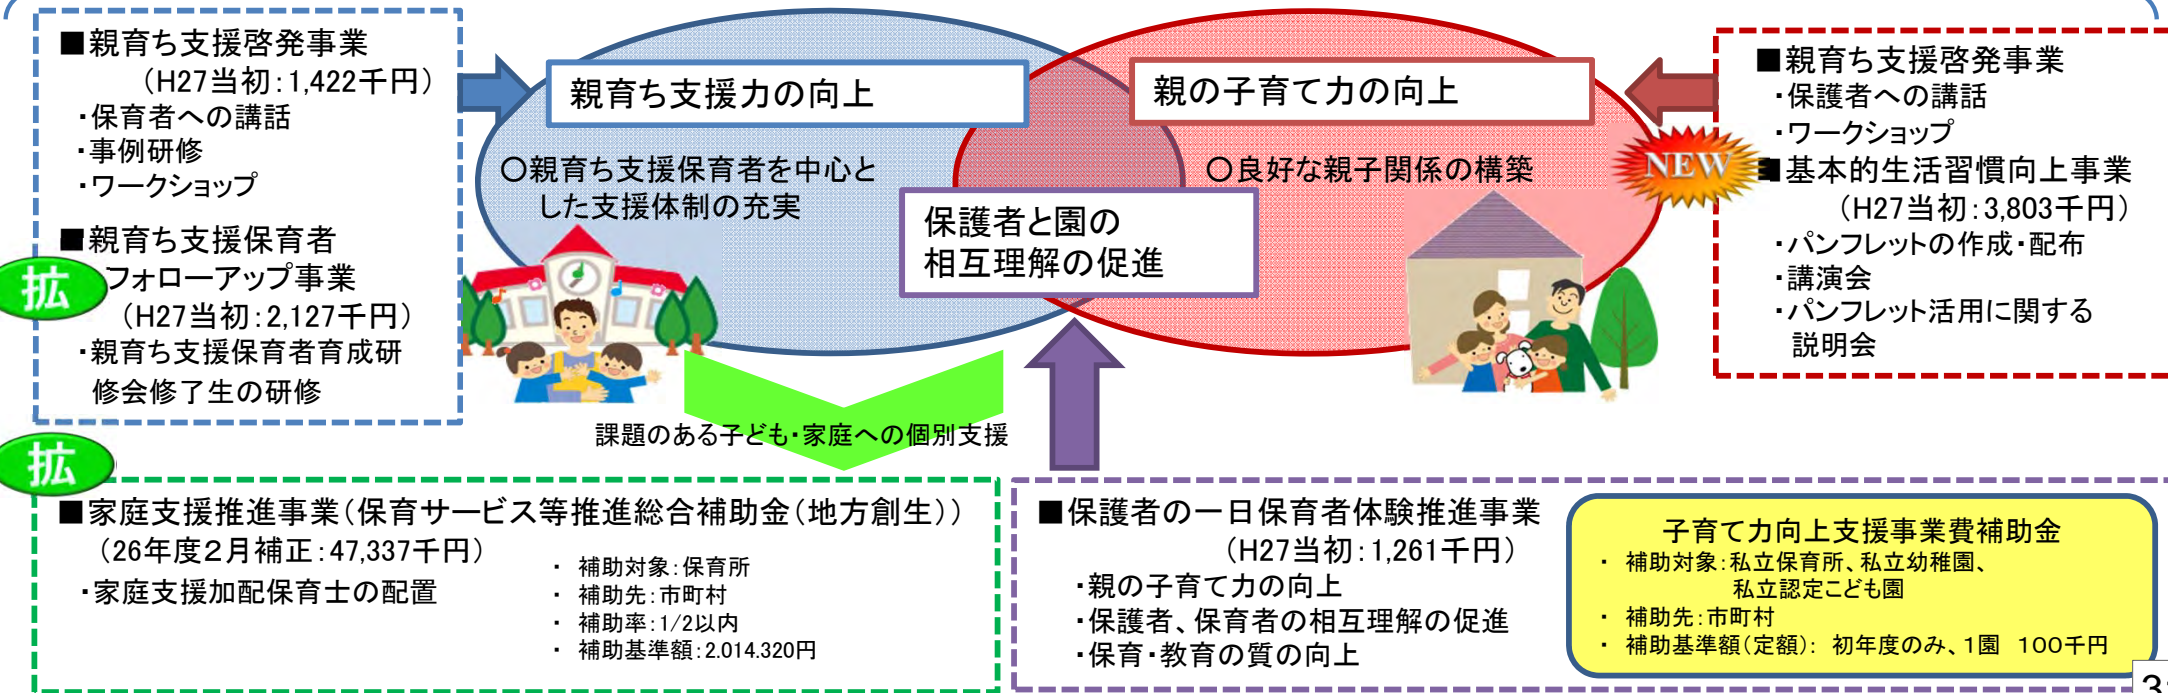 ■親育ち支援啓発事業
（H27当初：1,422千円）
・保育者への講話
・事例研修
・ワークショップ
■親育ち支援保育者
フォローアップ事業
（H27当初：2,127千円）
・親育ち支援保育者育成研
修会修了生の研修
拡
親育ち支援力の向上
〇親育ち支援保育者を中心と
した支援体制の充実
親の子育て力の向上
〇良好な親子関係の構築
保護者と園の
相互理解の促進
■親育ち支援啓発事業
・保護者への講話
・ワークショップ
NEW
■基本的生活習慣向上事業
（H27当初：3,803千円）
・パンフレットの作成・配布
・講演会
・パンフレット活用に関する
説明会
課題のある子ども・家庭への個別支援
拡
■家庭支援推進事業（保育サービス等推進総合補助金（地方創生））
（26年度２月補正：47,337千円）
・家庭支援加配保育士の配置
・ 補助対象：保育所
・ 補助先：市町村
・ 補助率：1/2以内
・ 補助基準額：2.014.320円
■保護者の一日保育者体験推進事業
（H27当初：1,261千円）
・親の子育て力の向上
・保護者、保育者の相互理解の促進
・保育・教育の質の向上
子育て力向上支援事業費補助金
・ 補助対象：私立保育所、私立幼稚園、
私立認定こども園
・ 補助先：市町村
・ 補助基準額（定額）： 初年度のみ、１園 １００千円